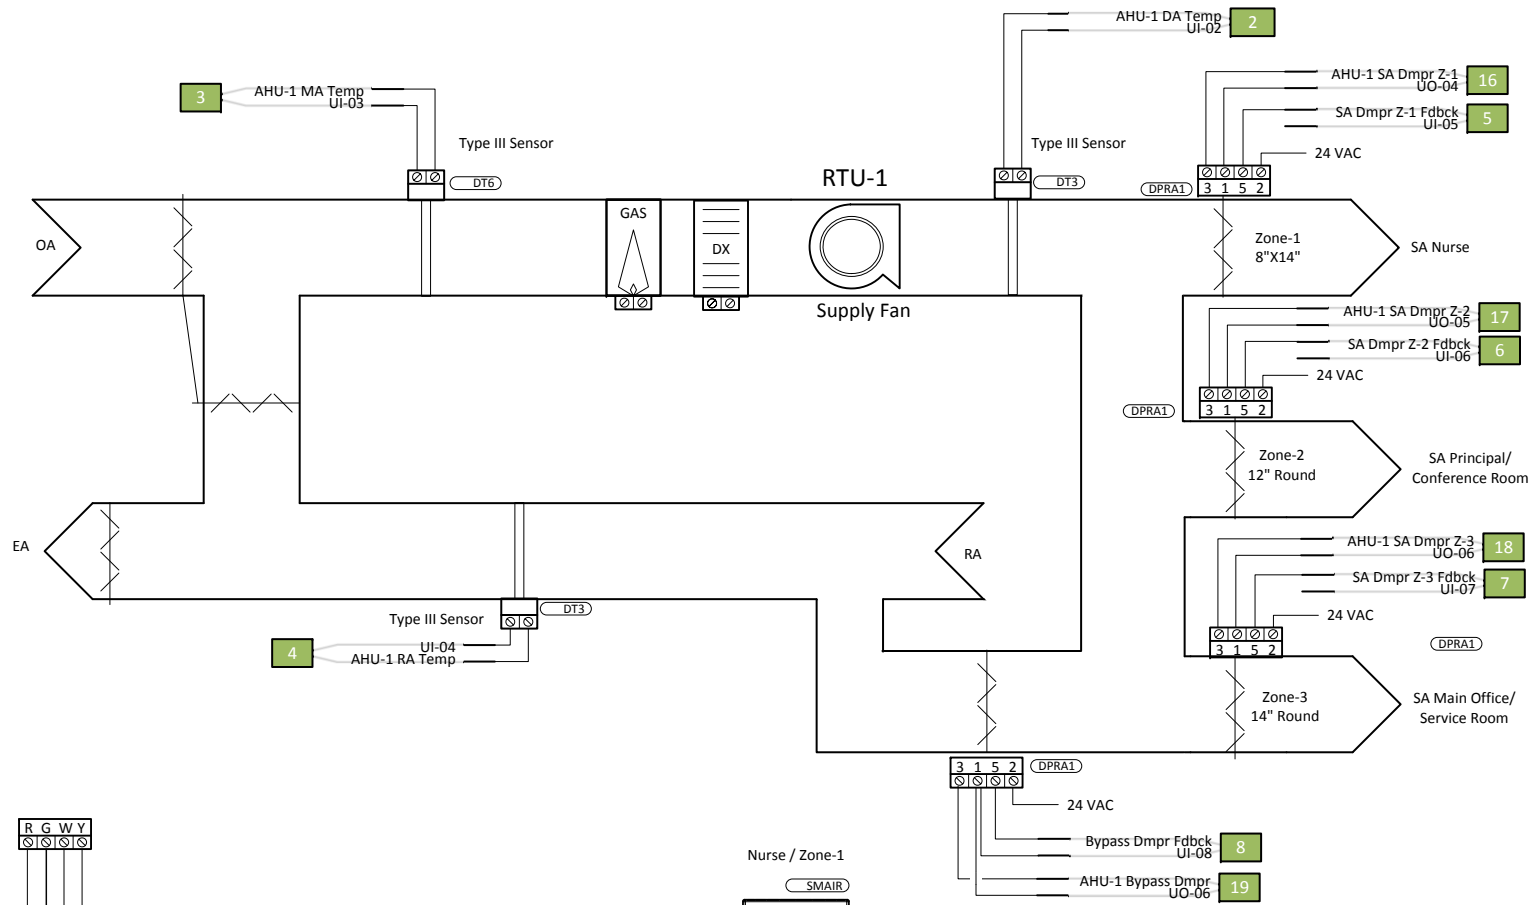 AHU-1 DA Temp
UI-02
2
3
AHU-1 MA Temp
UI-03
AHU-1 SA Dmpr Z-1
UO-04
16
SA Dmpr Z-1 Fdbck
UI-05
5
24 VAC
Type III Sensor
DT6
RTU-1
Type III Sensor
DT3
DPRA1
3 1 5 2
OA
GAS
DX
Zone-1
8"X14"
SA Nurse
Supply Fan
AHU-1 SA Dmpr Z-2
UO-05
17
SA Dmpr Z-2 Fdbck
UI-06
6
24 VAC
DPRA1
3 1 5 2
Zone-2
12" Round
SA Principal/
Conference Room
EA
RA
AHU-1 SA Dmpr Z-3
UO-06
18
SA Dmpr Z-3 Fdbck
UI-07
7
24 VAC
3 1 5 2
DPRA1
Type III Sensor
DT3
4
UI-04
AHU-1 RA Temp
Zone-3
14" Round
SA Main Office/
Service Room
3 1 5 2
DPRA1
24 VAC
R G W Y
Bypass Dmpr Fdbck
UI-08
8
AHU-1 Bypass Dmpr
UO-06
19
Nurse / Zone-1
SMAIR